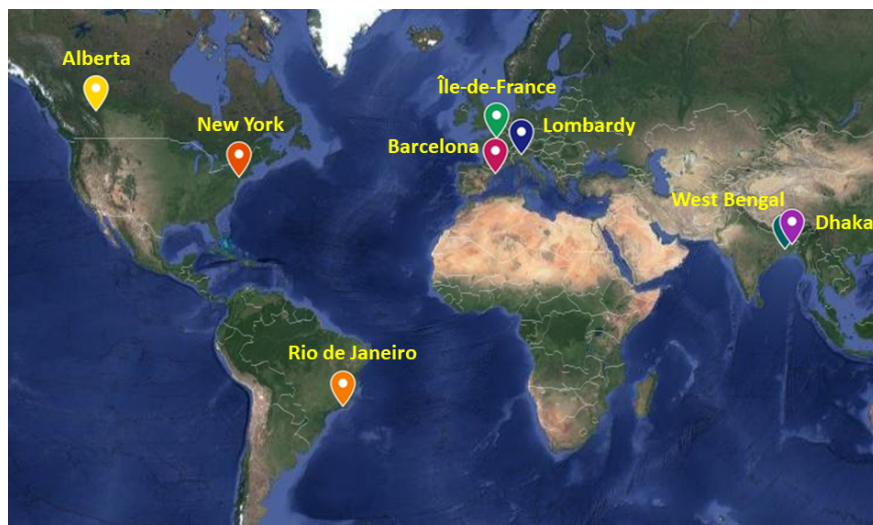 Alberta
Île-de-France
New York
Lombardy
Barcelona
West Bengal
Dhaka
Rio de Janeiro